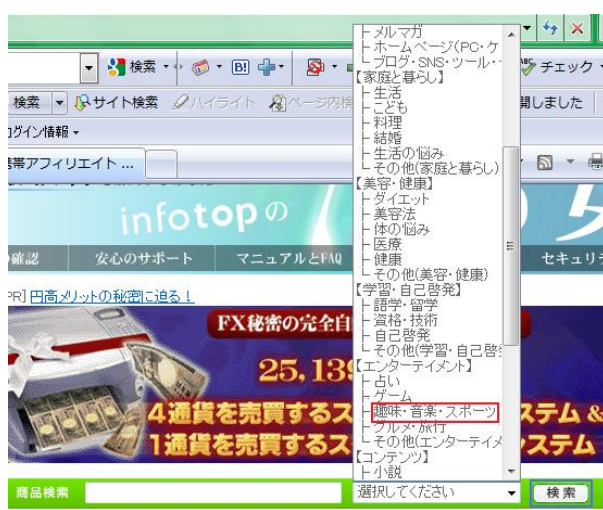 検索
B!
ABC
チェック
検索
サイト検索
ハイライト
ページ内検
開しました
ログイン情報
携帯アフィリエイト ...
infotopの
の確認
安心のサポート
マニュアルとFAQ
セキュリテ
PR] 円高メリットの秘密に迫る!
FX秘密の完全自
25,139
4通貨を売買するス
ステム &
1通貨を売買するス
システム
├メルマガ
├ホームページ(PC・ケ
├ブログ・SNS・ツール・・
【家庭と暮らし】
├生活
├こども
├料理
├結婚
├生活の悩み
└その他(家庭と暮らし)
【美容・健康】
├ダイエット
├美容法
├体の悩み
├医療
├健康
└その他(美容・健康)
【学習・自己啓発】
├語学・留学
├資格・技術
├自己啓発
└その他(学習・自己啓
【エンターテイメント】
├占い
├ゲーム
├趣味・音楽・スポーツ
├グルメ・旅行
└その他(エンターテイメ
【コンテンツ】
├小説
商品検索
選択してください
検索